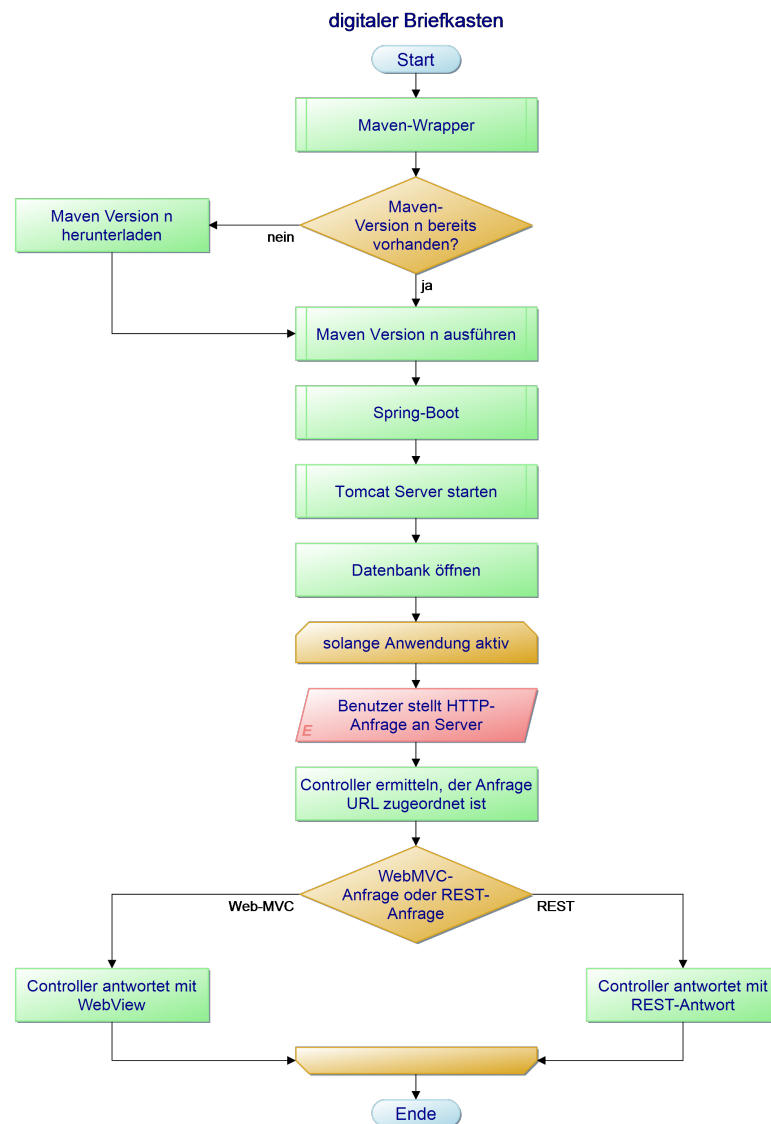 digitaler Briefkasten
Start
Maven-Wrapper
Maven-
Version n bereits
vorhanden?
nein
Maven Version n
herunterladen
ja
Maven Version n ausführen
Spring-Boot
Tomcat Server starten
Datenbank öffnen
solange Anwendung aktiv
Benutzer stellt HTTP-
Anfrage an Server
E
Controller ermitteln, der Anfrage
URL zugeordnet ist
WebMVC-
Anfrage oder REST-
Anfrage
Web-MVC
REST
Controller antwortet mit
WebView
Controller antwortet mit
REST-Antwort
Ende